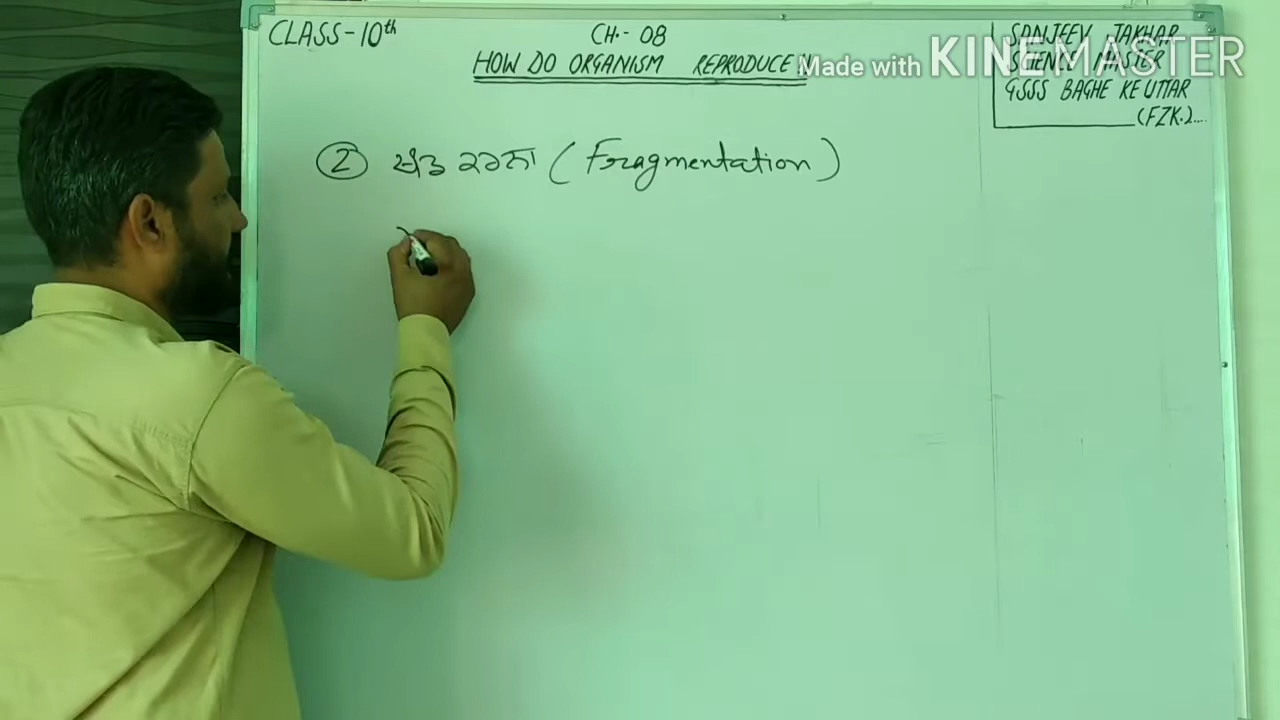 CLASS-10th
CH.- 08
HOW DO ORGANISM REPRODUCE
Made with KINEMASTER
SANJEEV TAKHAR
SCIENCE MASTER
GSSS BAGHE KE UTTAR
(FZK.)....
2 (Fragmentation)